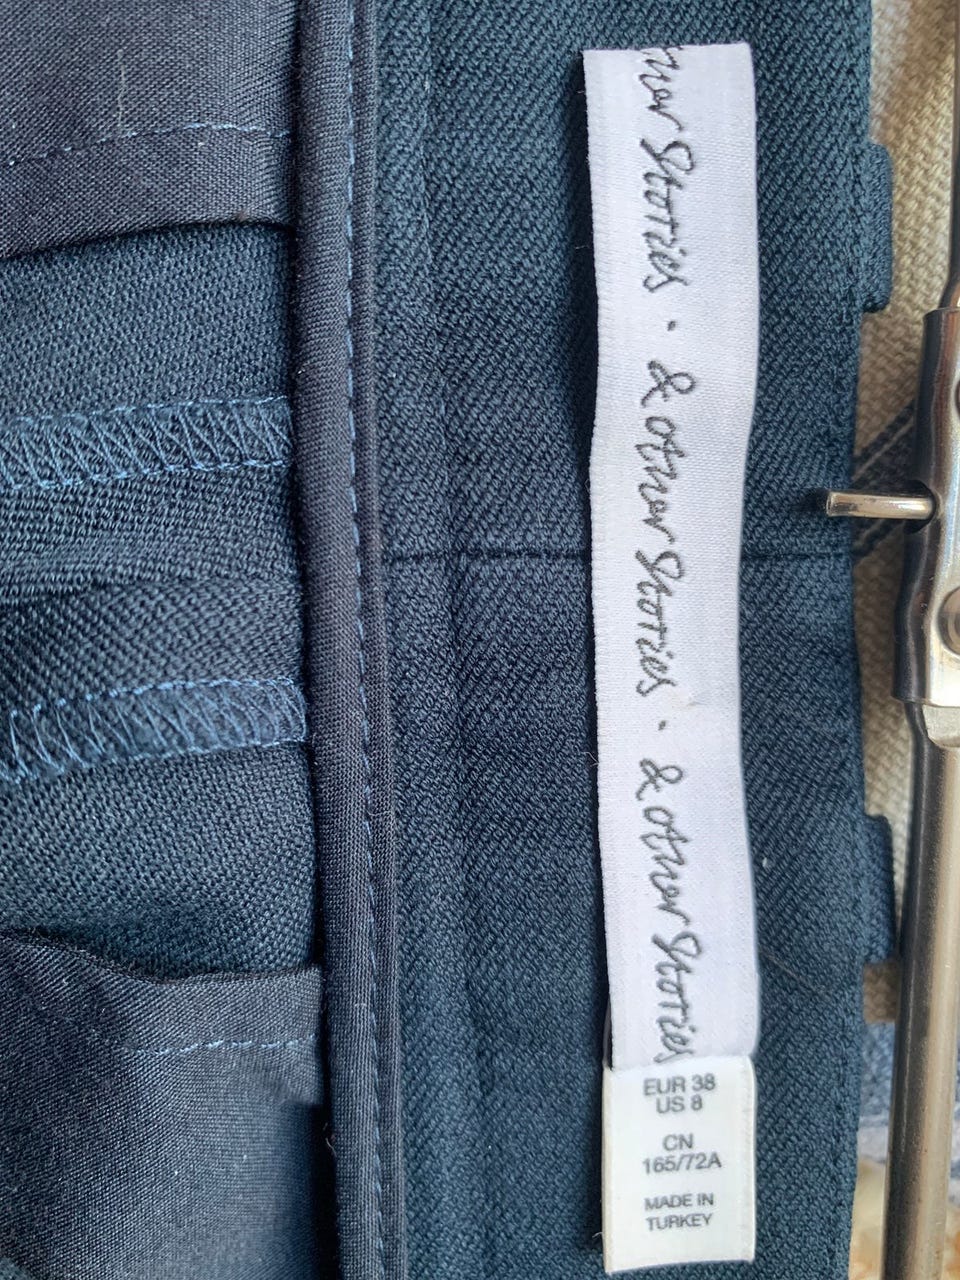 other Stories · & other Stories · & other Stories
EUR 38
US 8
CN
165/72A
MADE IN
TURKEY